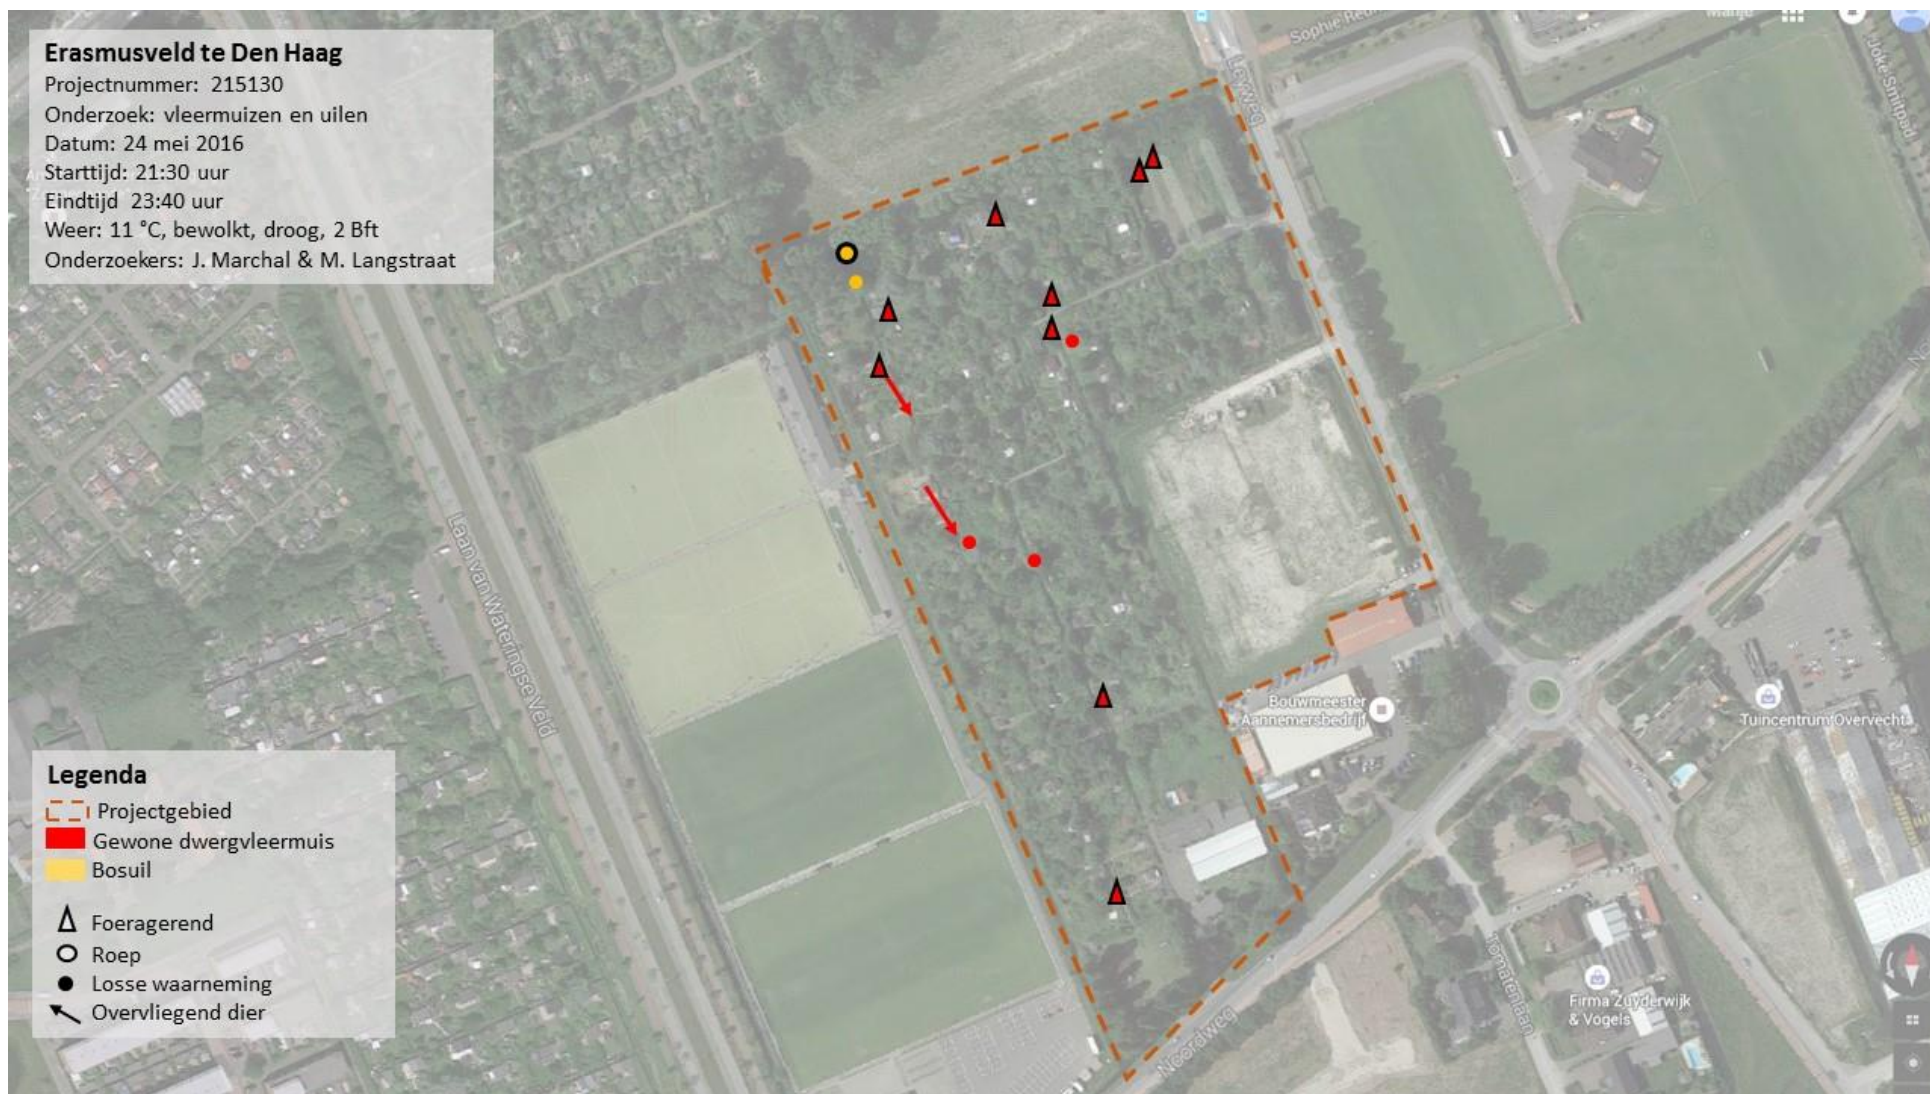 Erasmusveld te Den Haag
Projectnummer: 215130
Onderzoek: vleermuizen en uilen
Datum: 24 mei 2016
Starttijd: 21:30 uur
Eindtijd 23:40 uur
Weer: 11 °C, bewolkt, droog, 2 Bft
Onderzoekers: J. Marchal & M. Langstraat
Leyweg
Joke Smitpad
Laan van Wateringse Veld
Bouwmeester
Aannemersbedrijf
Tuincentrum Overvecht
Legenda
Projectgebied
Gewone dwergvleermuis
Bosuil
Foeragerend
Roep
Losse waarneming
Overvliegend dier
Tomatenlaan
Firma Zuyderwijk
& Vogels
Noordweg